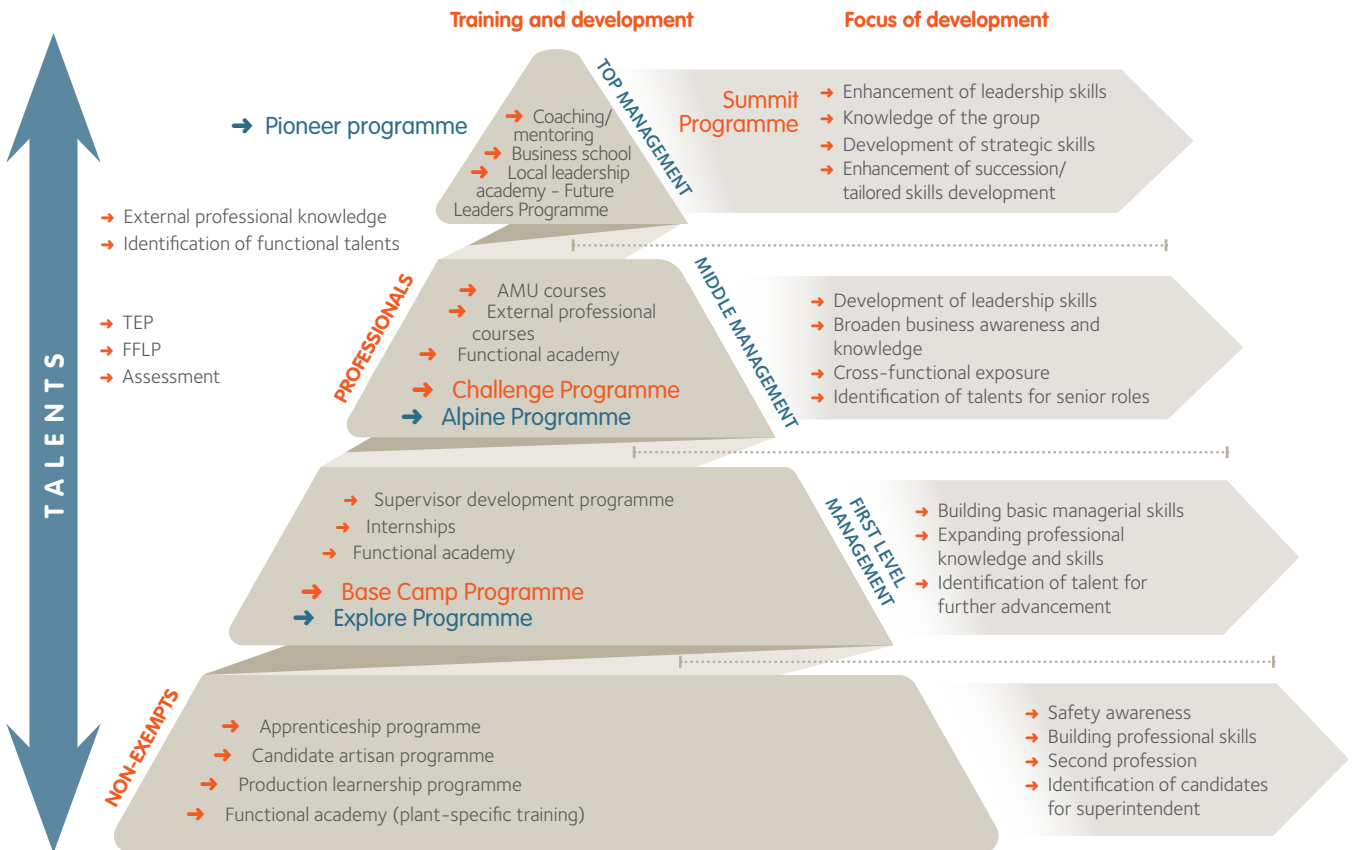 Training and development
Focus of development
TALENTS
→ Pioneer programme
→ Coaching/
mentoring
→ Business school
→ Local leadership
academy – Future
Leaders Programme
TOP MANAGEMENT
Summit
Programme
→ Enhancement of leadership skills
→ Knowledge of the group
→ Development of strategic skills
→ Enhancement of succession/
tailored skills development
→ External professional knowledge
→ Identification of functional talents
→ TEP
→ FFLP
→ Assessment
PROFESSIONALS
→ AMU courses
→ External professional
courses
→ Functional academy
→ Challenge Programme
→ Alpine Programme
MIDDLE MANAGEMENT
→ Development of leadership skills
→ Broaden business awareness and
knowledge
→ Cross-functional exposure
→ Identification of talents for senior roles
→ Supervisor development programme
→ Internships
→ Functional academy
→ Base Camp Programme
→ Explore Programme
FIRST LEVEL
MANAGEMENT
→ Building basic managerial skills
→ Expanding professional
knowledge and skills
→ Identification of talent for
further advancement
NON-EXEMPTS
→ Apprenticeship programme
→ Candidate artisan programme
→ Production learnership programme
→ Functional academy (plant-specific training)
→ Safety awareness
→ Building professional skills
→ Second profession
→ Identification of candidates
for superintendent